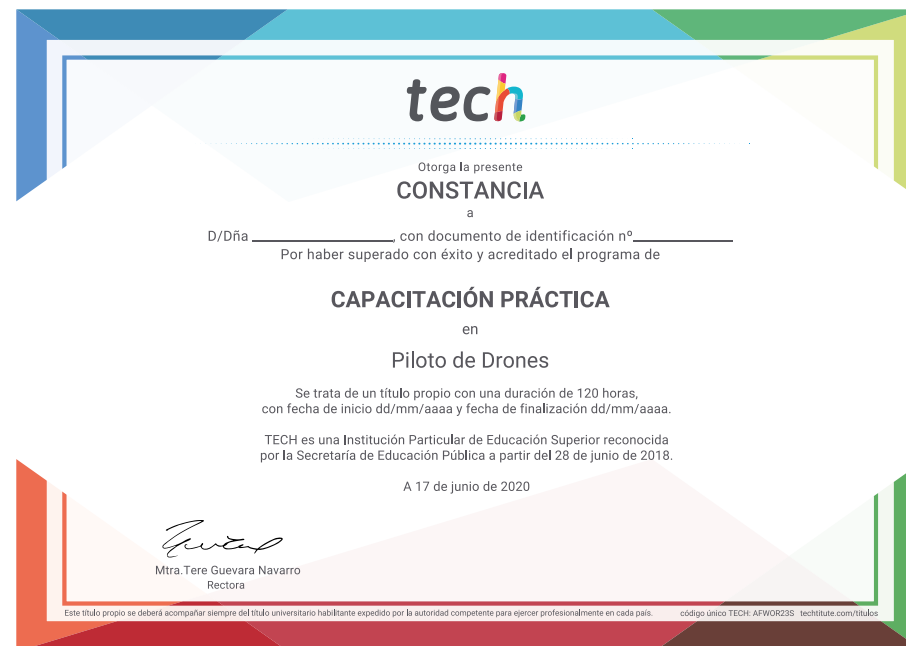 tech
Otorga la presente
CONSTANCIA
a
D/Dña ____________________, con documento de identificación nº______________
Por haber superado con éxito y acreditado el programa de
CAPACITACIÓN PRÁCTICA
en
Piloto de Drones
Se trata de un título propio con una duración de 120 horas,
con fecha de inicio dd/mm/aaaa y fecha de finalización dd/mm/aaaa.
TECH es una Institución Particular de Educación Superior reconocida
por la Secretaría de Educación Pública a partir del 28 de junio de 2018.
A 17 de junio de 2020
Mtra.Tere Guevara Navarro
Rectora
Este título propio se deberá acompañar siempre del título universitario habilitante expedido por la autoridad competente para ejercer profesionalmente en cada país. código único TECH: AFWOR23S techtitute.com/titulos